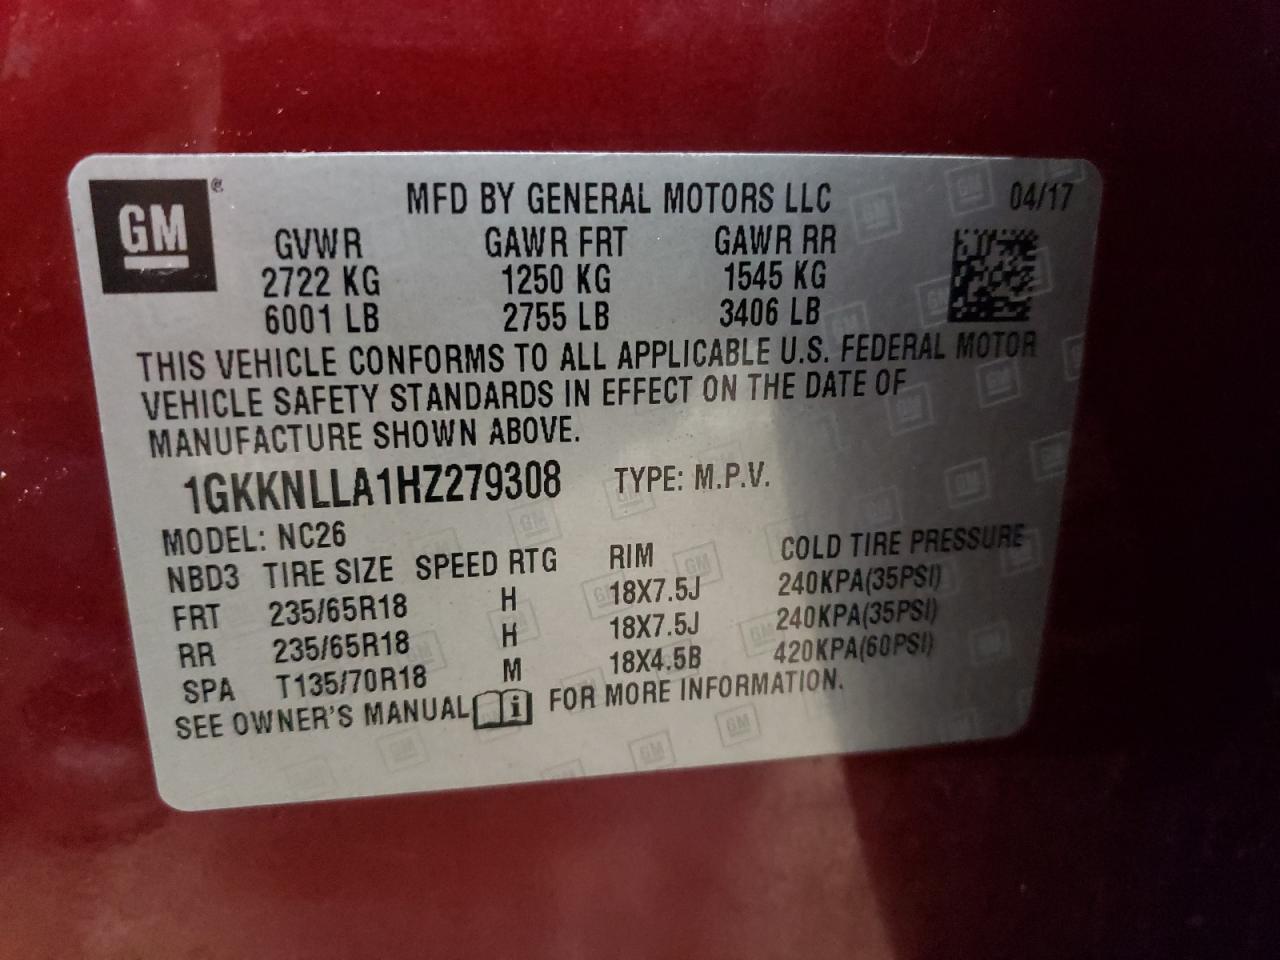 GM ®
MFD BY GENERAL MOTORS LLC 04/17
GVWR GAWR FRT GAWR RR
2722 KG 1250 KG 1545 KG
6001 LB 2755 LB 3406 LB
THIS VEHICLE CONFORMS TO ALL APPLICABLE U.S. FEDERAL MOTOR
VEHICLE SAFETY STANDARDS IN EFFECT ON THE DATE OF
MANUFACTURE SHOWN ABOVE.
1GKKNLLA1HZ279308 TYPE: M.P.V.
MODEL: NC26
NBD3 TIRE SIZE SPEED RTG RIM COLD TIRE PRESSURE
FRT 235/65R18 H 18X7.5J 240KPA(35PSI)
RR 235/65R18 H 18X7.5J 240KPA(35PSI)
SPA T135/70R18 M 18X4.5B 420KPA(60PSI)
SEE OWNER'S MANUAL i FOR MORE INFORMATION.